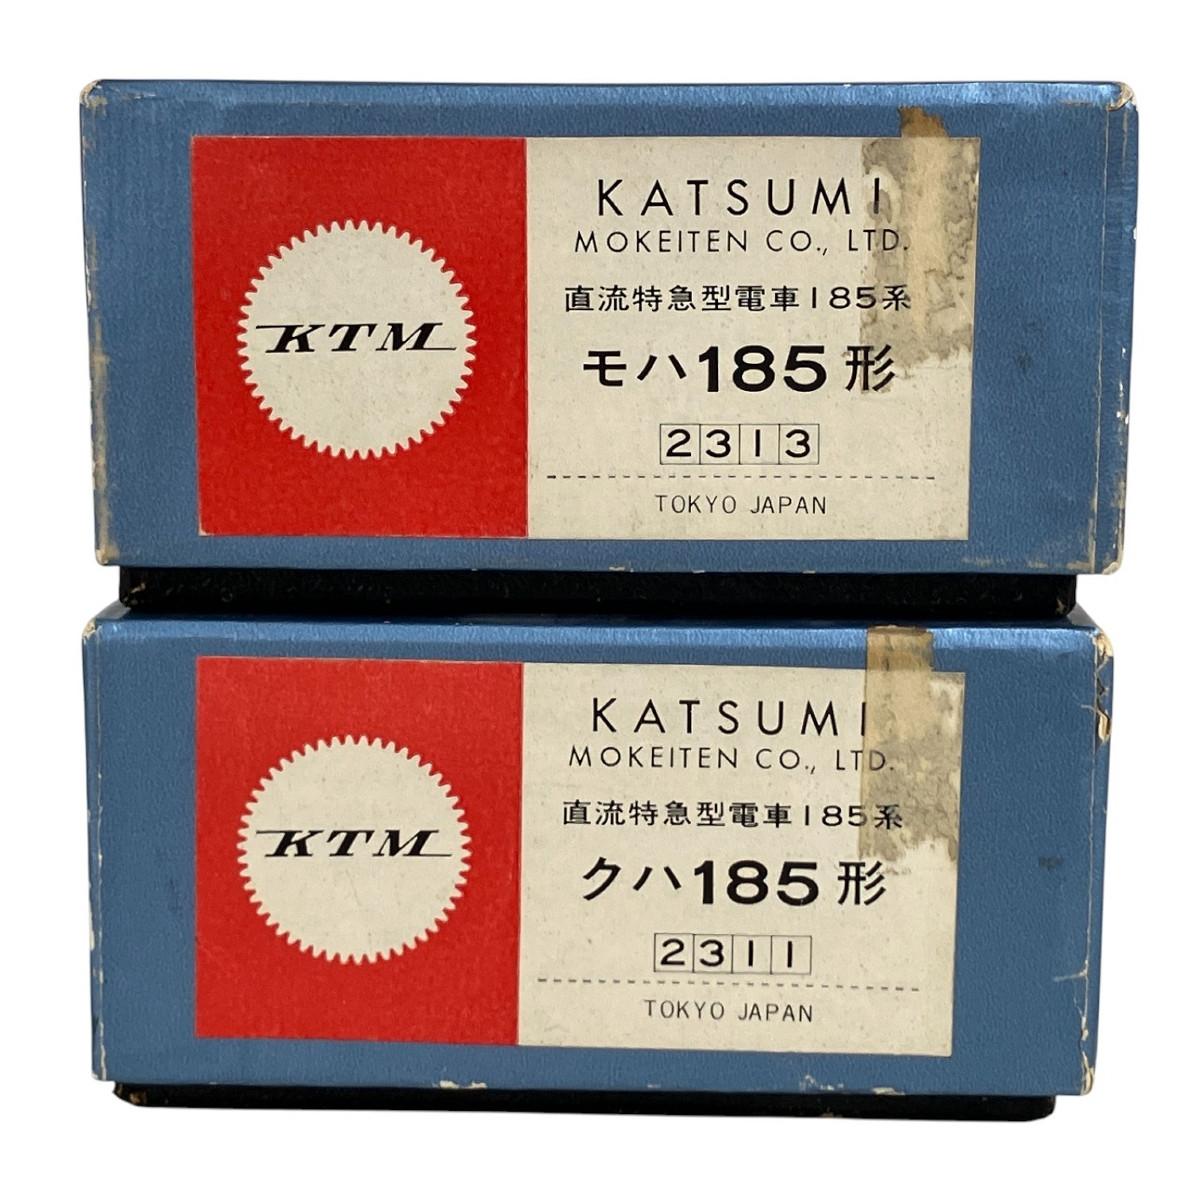 KTM
KATSUMI
MOKEITEN CO., LTD.
直流特急型電車185系
モハ185形
2313
TOKYO JAPAN
KTM
KATSUMI
MOKEITEN CO., LTD.
直流特急型電車185系
クハ185形
2311
TOKYO JAPAN